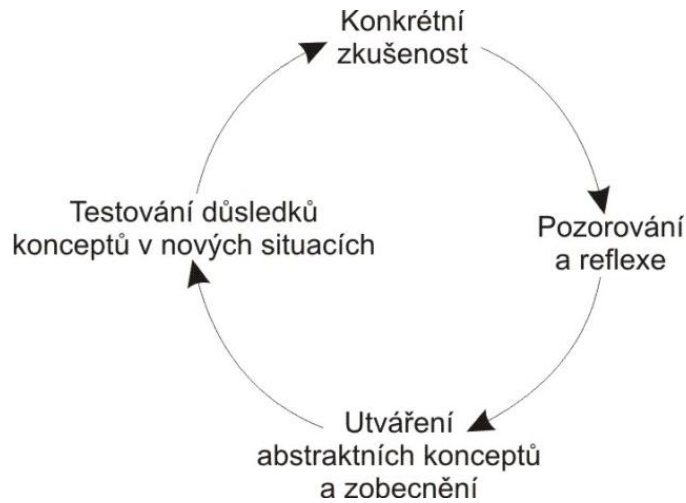 Konkrétní
zkušenost
Pozorování
a reflexe
Utváření
abstraktních konceptů
a zobecnění
Testování důsledků
konceptů v nových situacích